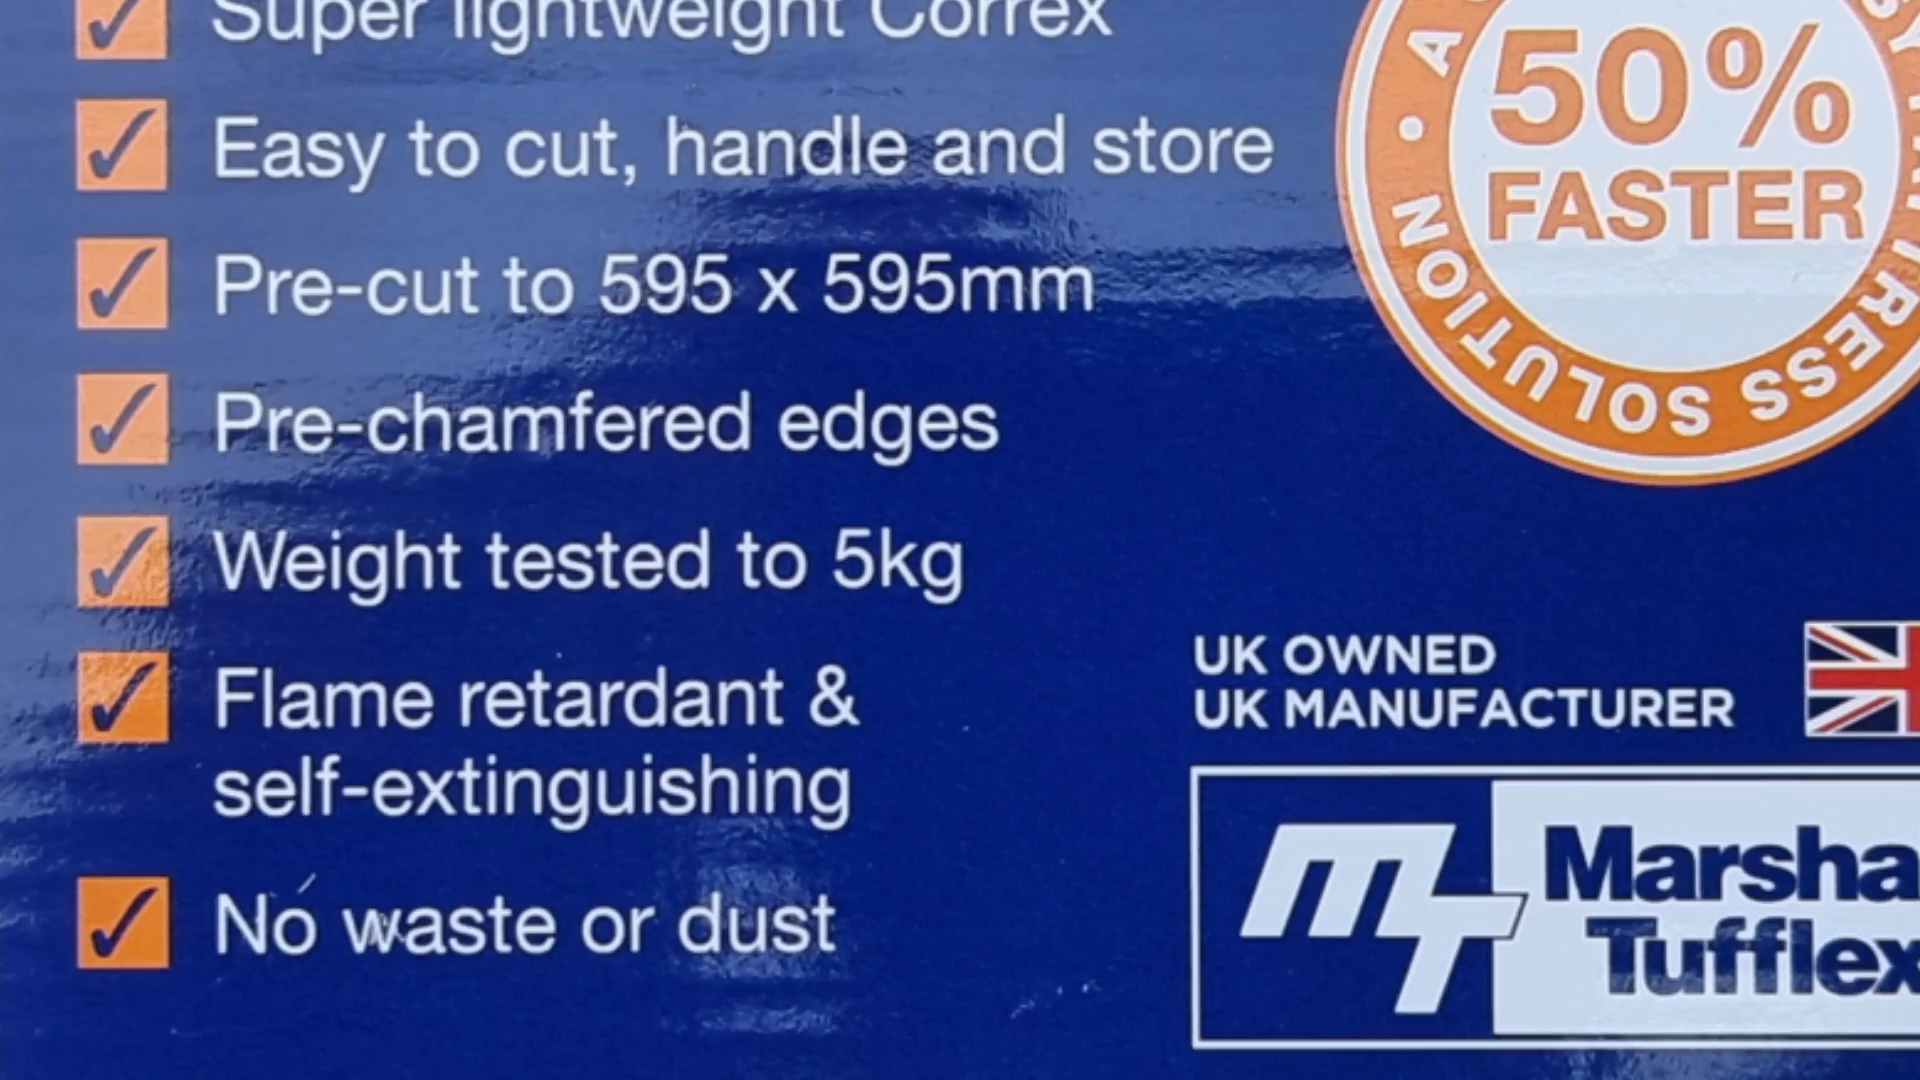 Super lightweight Correx
Easy to cut, handle and store
Pre-cut to 595 x 595mm
Pre-chamfered edges
Weight tested to 5kg
Flame retardant &
self-extinguishing
No waste or dust
50%
FASTER
SOLUTION
UK OWNED
UK MANUFACTURER
mT
Marsha
Tufflex